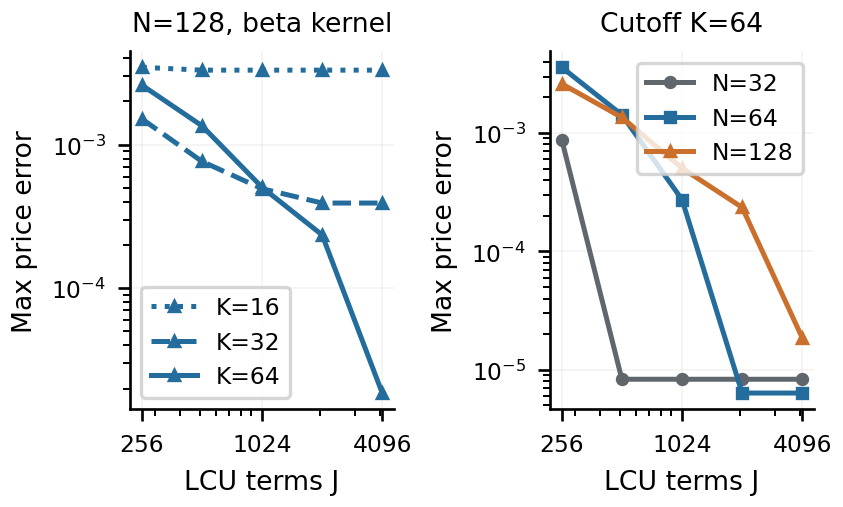 N=128, beta kernel
Max price error
10⁻³
10⁻⁴
K=16
K=32
K=64
256
1024
4096
LCU terms J
Cutoff K=64
Max price error
10⁻³
10⁻⁴
10⁻⁵
N=32
N=64
N=128
256
1024
4096
LCU terms J